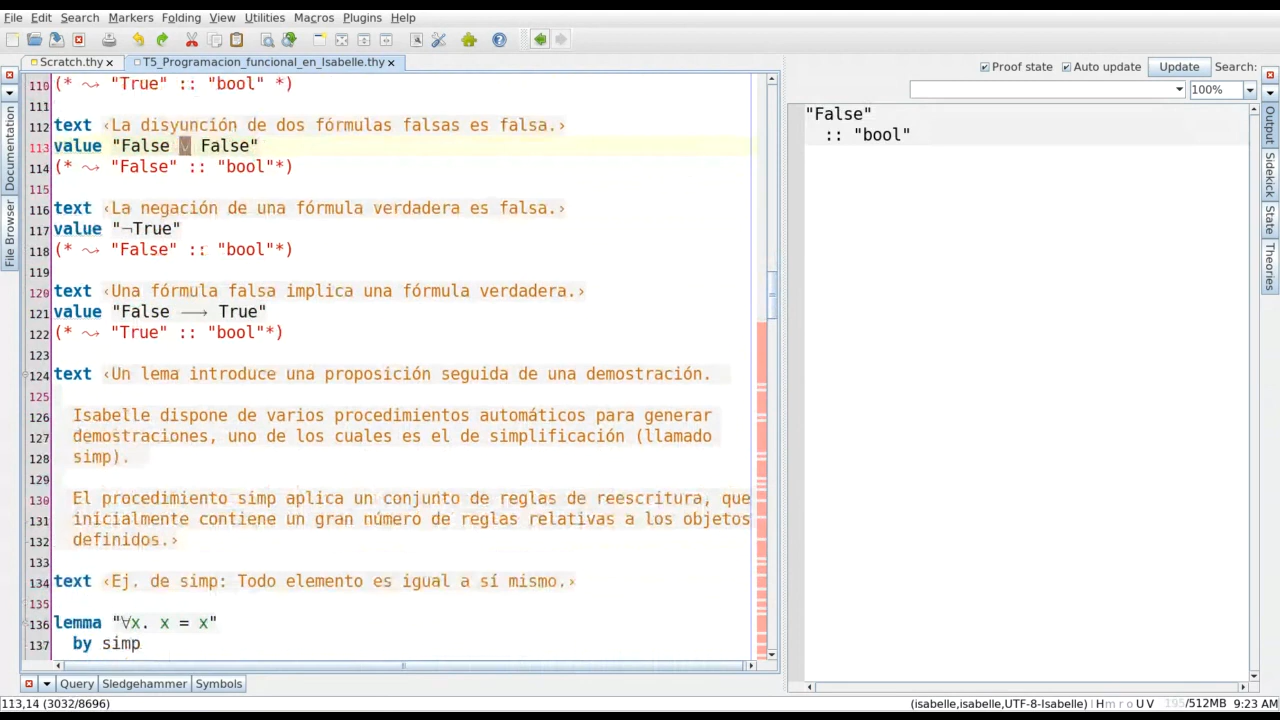 File Edit Search Markers Folding View Utilities Macros Plugins Help
Scratch.thy
T5_Programacion_funcional_en_Isabelle.thy
Proof state
Auto update
Update
Search:
100%
Documentation
File Browser
Output
Sidekick
State
Theories
110 (* ⤳ "True" :: "bool" *)
111
112 text ‹La disyunción de dos fórmulas falsas es falsa.›
113 value "False ∨ False"
114 (* ⤳ "False" :: "bool"*)
115
116 text ‹La negación de una fórmula verdadera es falsa.›
117 value "¬True"
118 (* ⤳ "False" :: "bool"*)
119
120 text ‹Una fórmula falsa implica una fórmula verdadera.›
121 value "False ⟶ True"
122 (* ⤳ "True" :: "bool"*)
123
124 text ‹Un lema introduce una proposición seguida de una demostración.
125
126 Isabelle dispone de varios procedimientos automáticos para generar
127 demostraciones, uno de los cuales es el de simplificación (llamado
128 simp).
129
130 El procedimiento simp aplica un conjunto de reglas de reescritura, que
131 inicialmente contiene un gran número de reglas relativas a los objetos
132 definidos.›
133
134 text ‹Ej. de simp: Todo elemento es igual a sí mismo.›
135
136 lemma "∀x. x = x"
137 by simp
"False"
:: "bool"
Query Sledgehammer Symbols
113,14 (3032/8696)
(isabelle,isabelle,UTF-8-Isabelle) | H m r o U V 195/512MB 9:23 AM